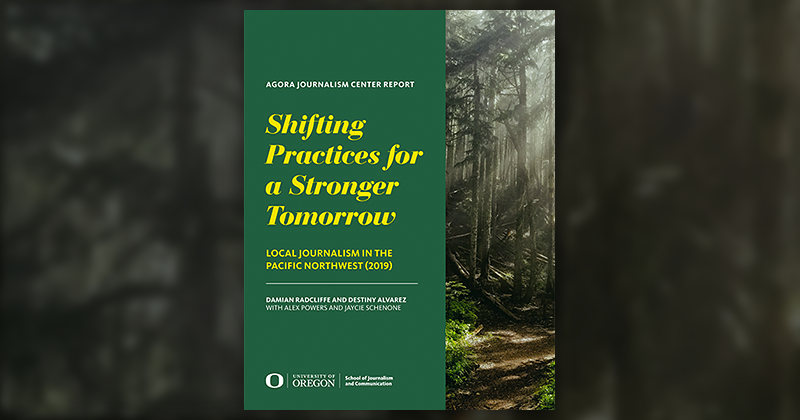 AGORA JOURNALISM CENTER REPORT
Shifting
Practices for
a Stronger
Tomorrow
LOCAL JOURNALISM IN THE
PACIFIC NORTHWEST (2019)
DAMIAN RADCLIFFE AND DESTINY ALVAREZ
WITH ALEX POWERS AND JAYCIE SCHENONE
O
UNIVERSITY OF
OREGON
School of Journalism
and Communication